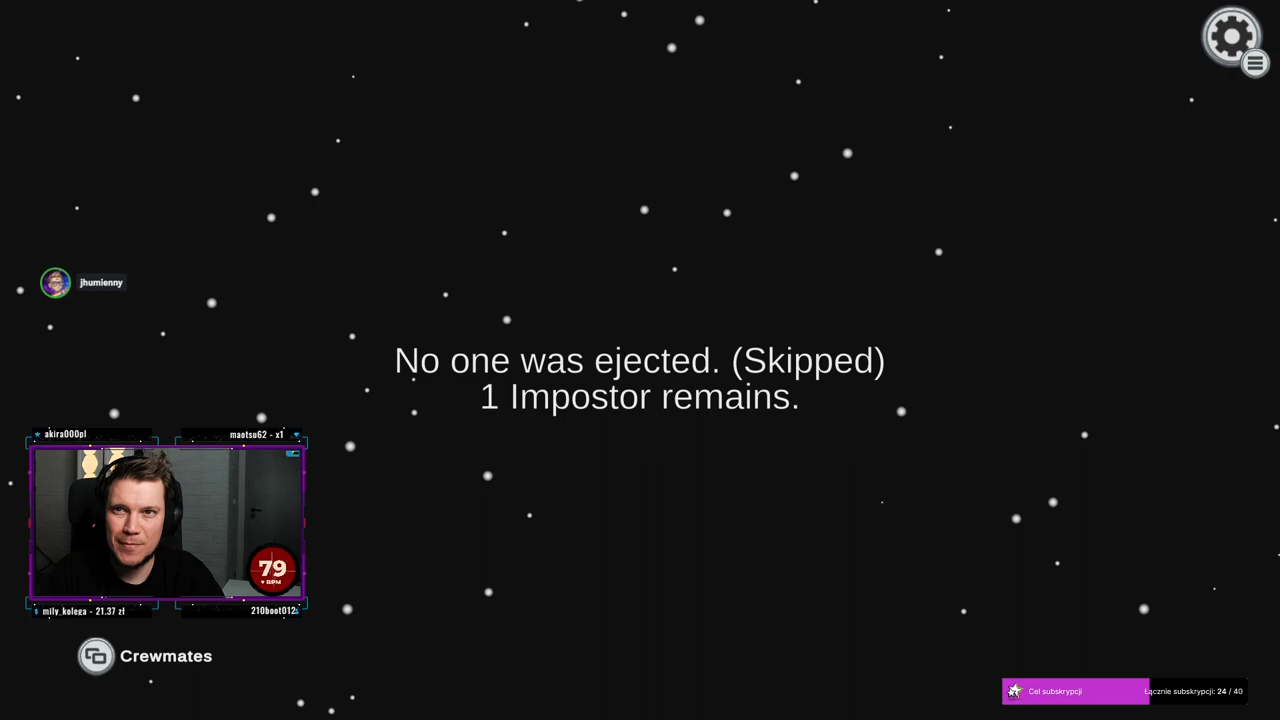 jhumienny
No one was ejected. (Skipped)
1 Impostor remains.
akira000pl
maotsu62 - x1
79
♥ BPM
mily_kolega - 21.37 zł
210boot012
Crewmates
Cel subskrypcji
Łącznie subskrypcji: 24 / 40